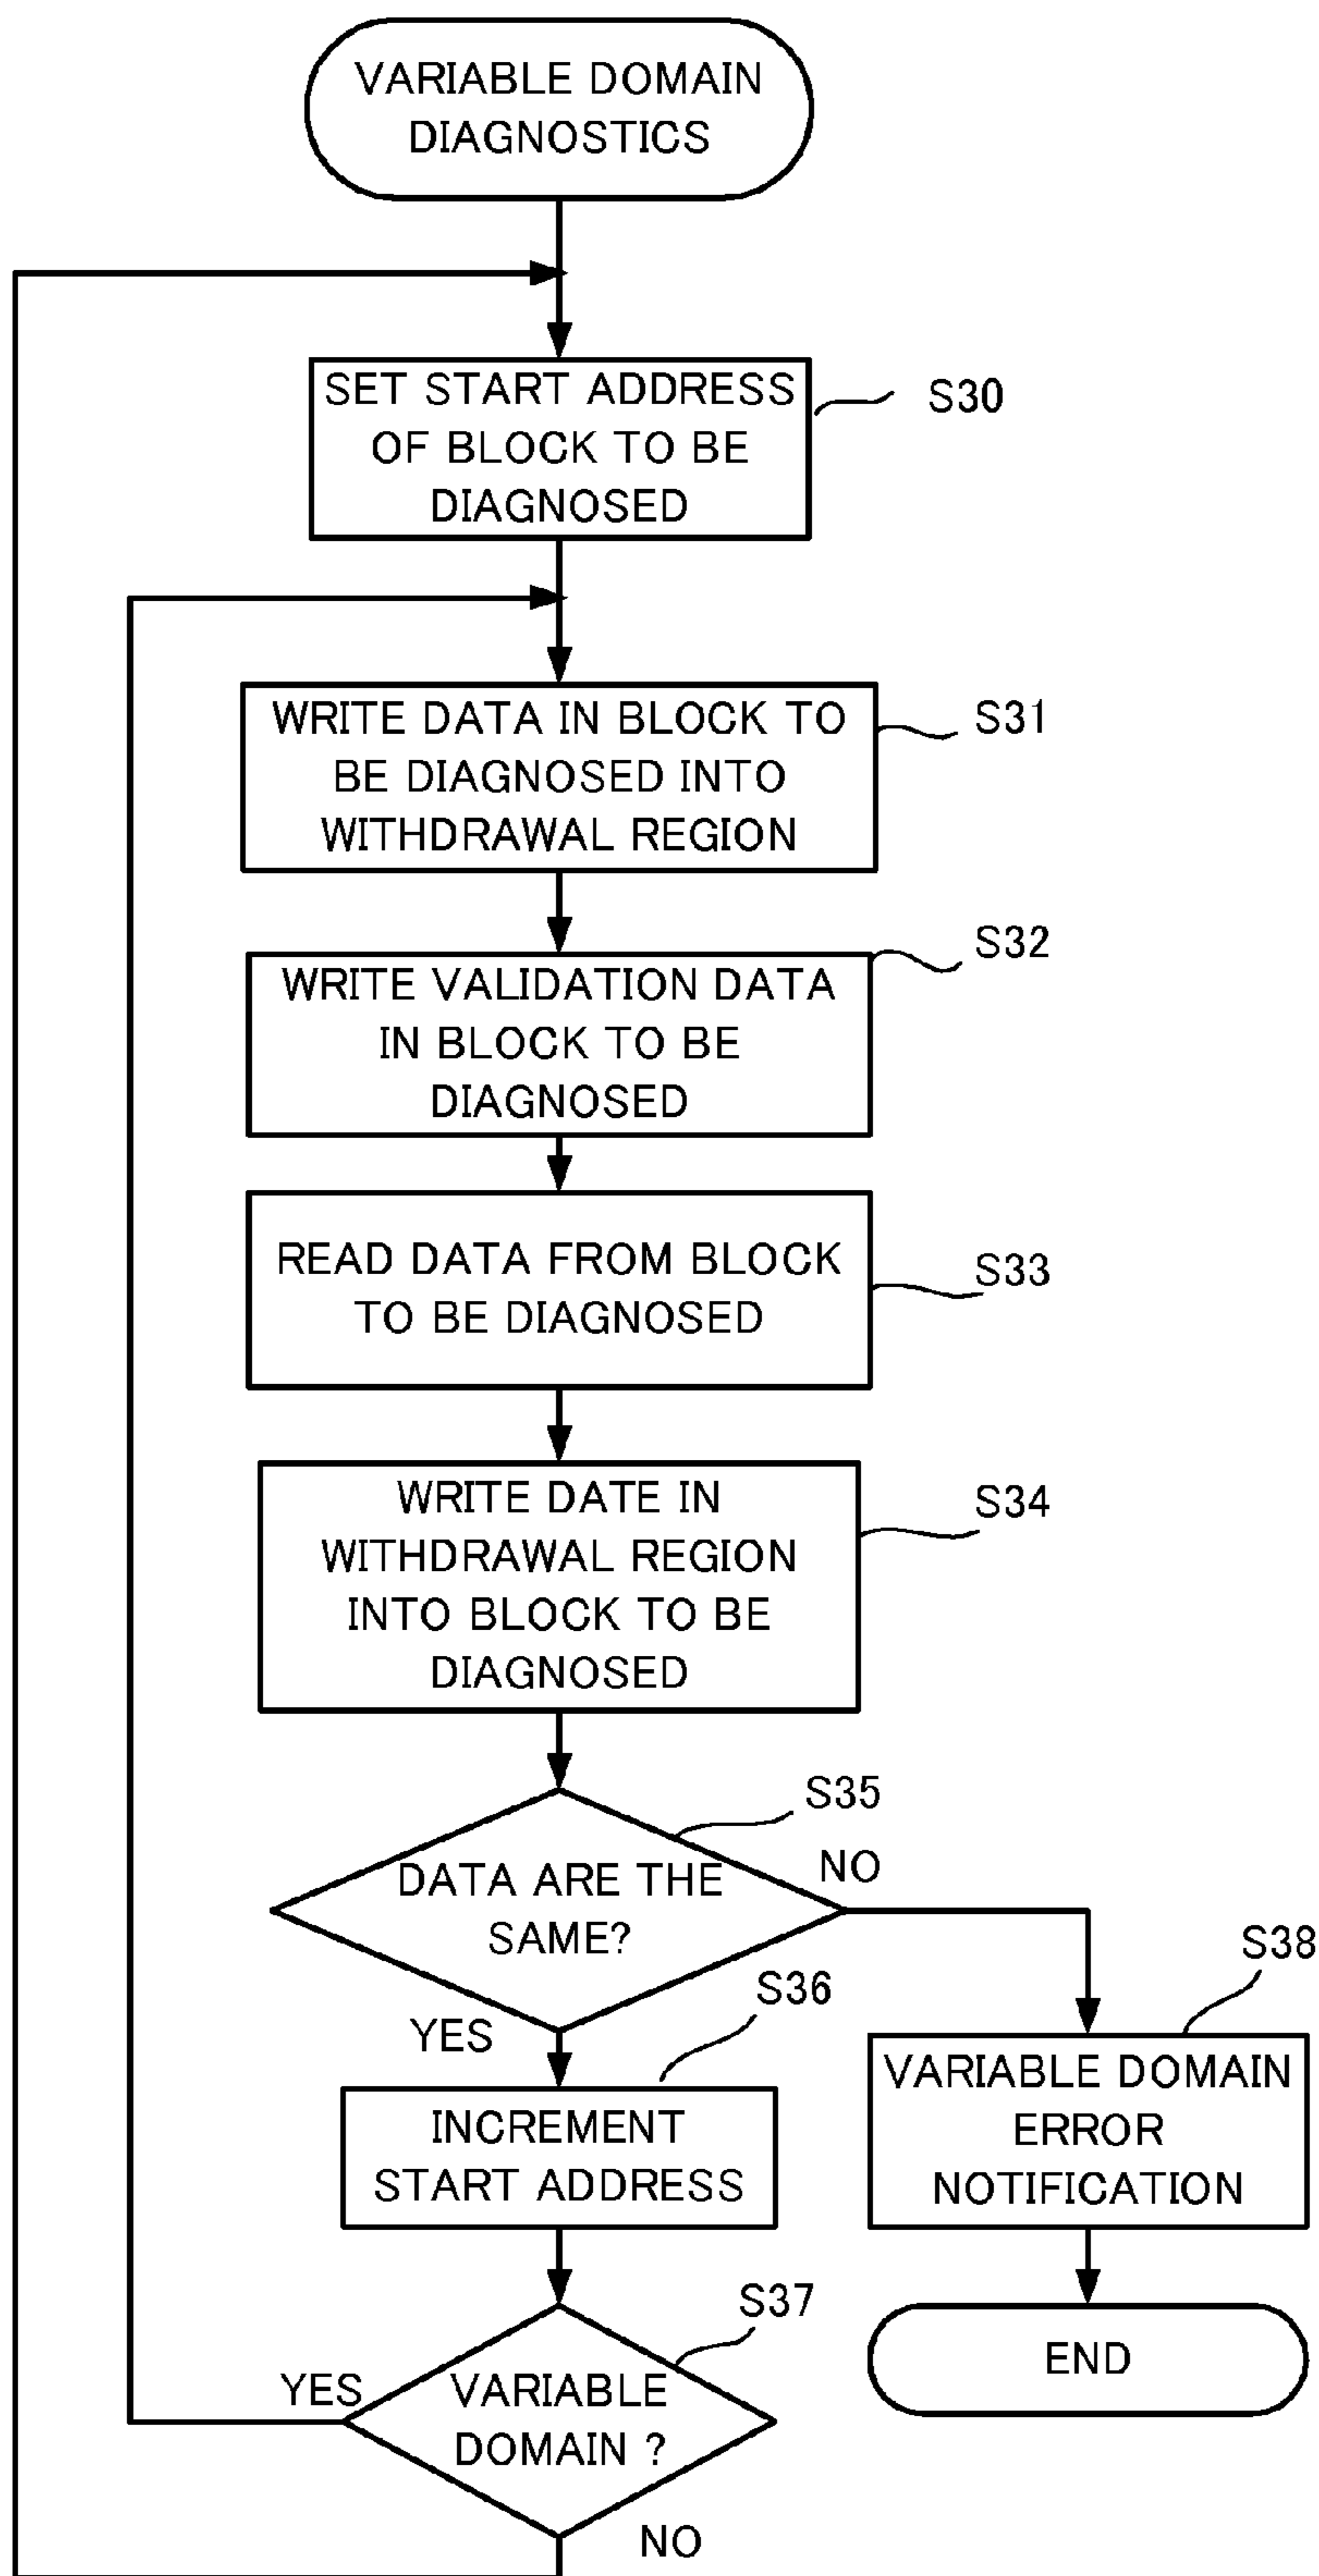 VARIABLE DOMAIN
DIAGNOSTICS
SET START ADDRESS
OF BLOCK TO BE
DIAGNOSED
S30
WRITE DATA IN BLOCK TO
BE DIAGNOSED INTO
WITHDRAWAL REGION
S31
WRITE VALIDATION DATA
IN BLOCK TO BE
DIAGNOSED
S32
READ DATA FROM BLOCK
TO BE DIAGNOSED
S33
WRITE DATE IN
WITHDRAWAL REGION
INTO BLOCK TO BE
DIAGNOSED
S34
DATA ARE THE
SAME?
S35
NO
YES
INCREMENT
START ADDRESS
S36
VARIABLE DOMAIN
ERROR
NOTIFICATION
S38
END
VARIABLE
DOMAIN ?
S37
YES
NO